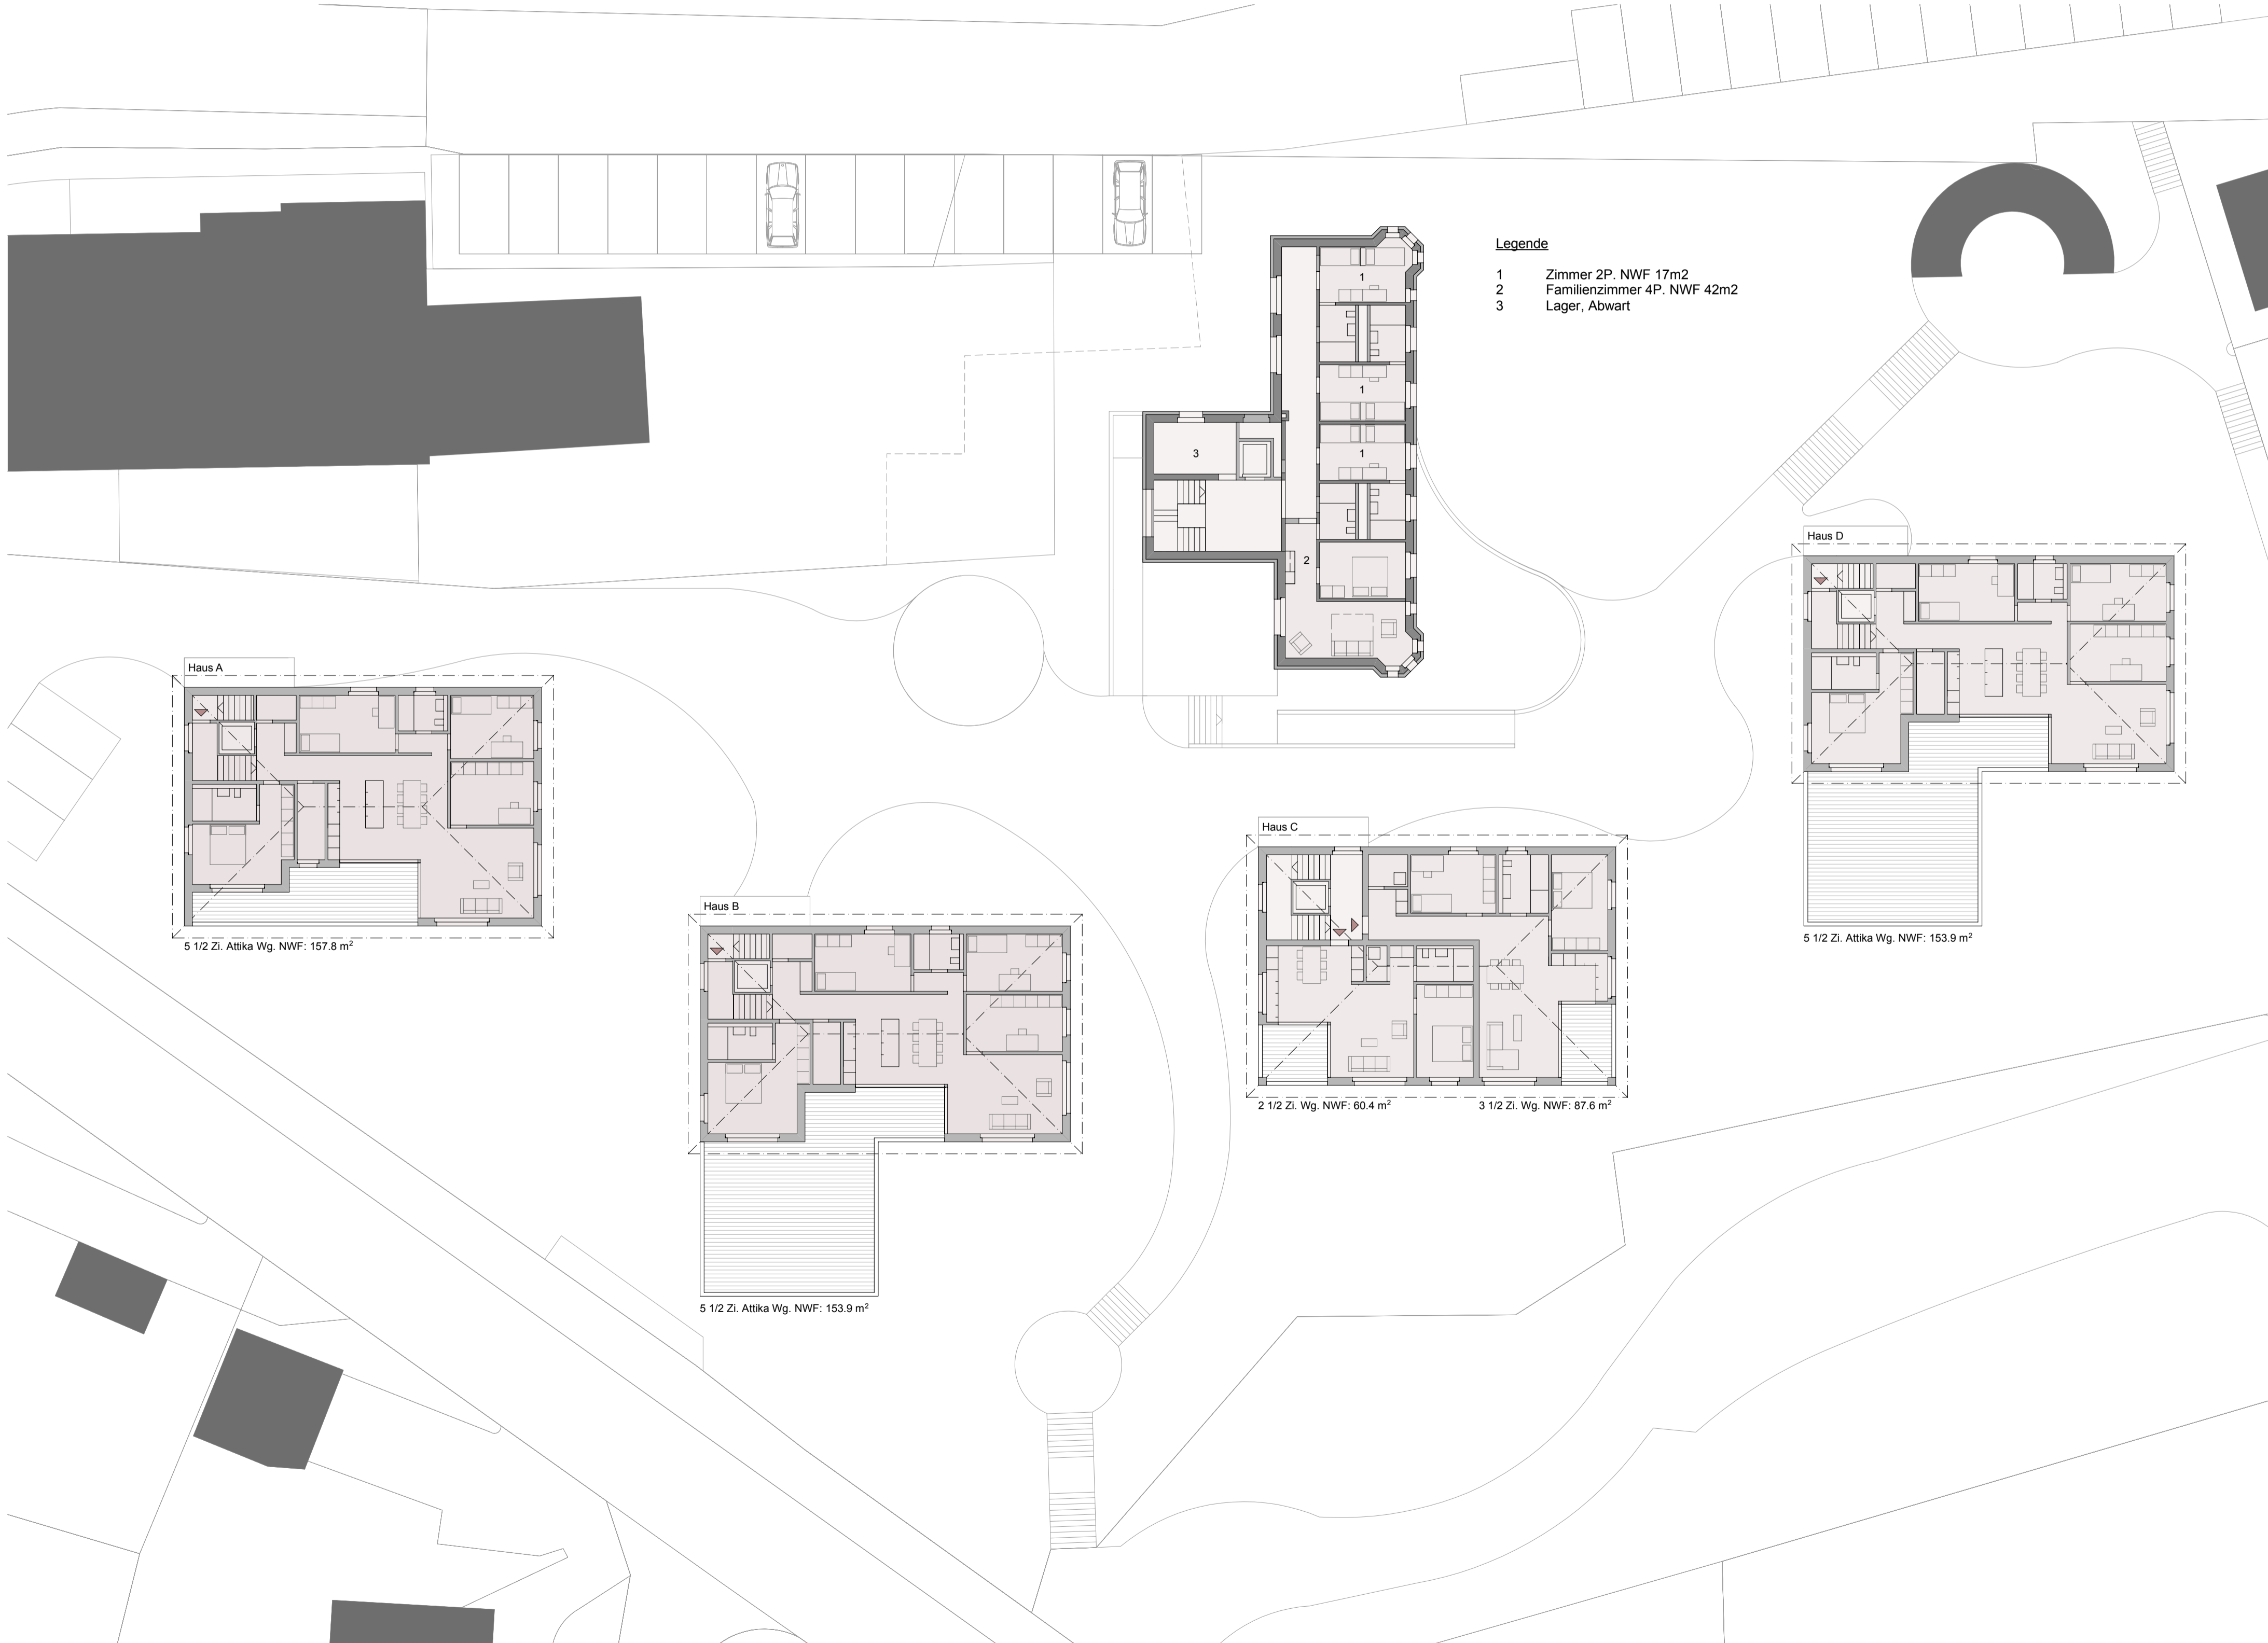 Legende
1 Zimmer 2P. NWF 17m2
2 Familienzimmer 4P. NWF 42m2
3 Lager, Abwart
1
1
1
3
2
Haus D
5 1/2 Zi. Attika Wg. NWF: 153.9 m²
Haus A
5 1/2 Zi. Attika Wg. NWF: 157.8 m²
Haus B
5 1/2 Zi. Attika Wg. NWF: 153.9 m²
Haus C
2 1/2 Zi. Wg. NWF: 60.4 m²
3 1/2 Zi. Wg. NWF: 87.6 m²